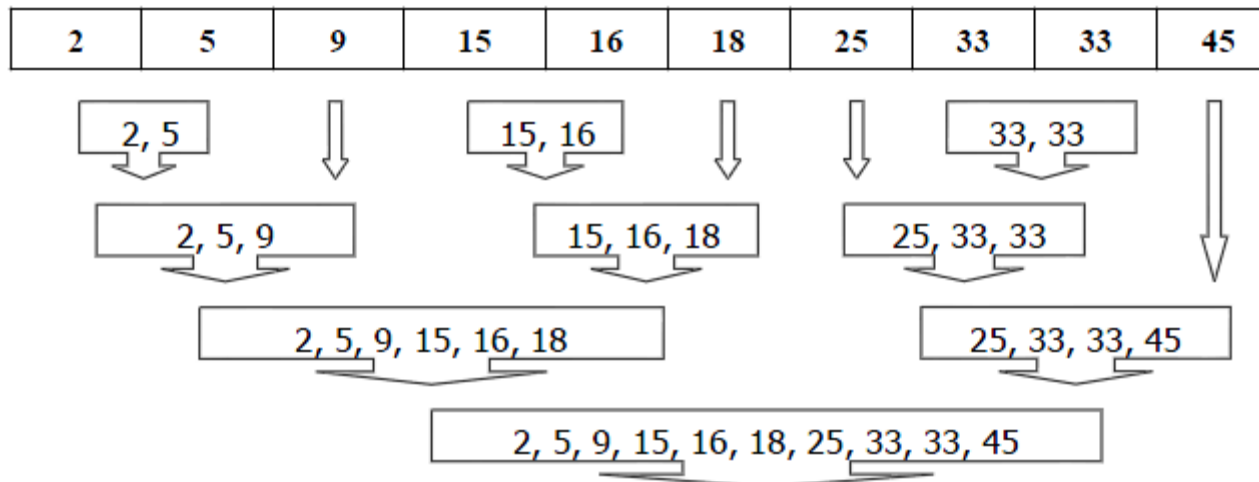 2 5 9 15 16 18 25 33 33 45
2, 5 15, 16 33, 33
2, 5, 9 15, 16, 18 25, 33, 33
2, 5, 9, 15, 16, 18 25, 33, 33, 45
2, 5, 9, 15, 16, 18, 25, 33, 33, 45